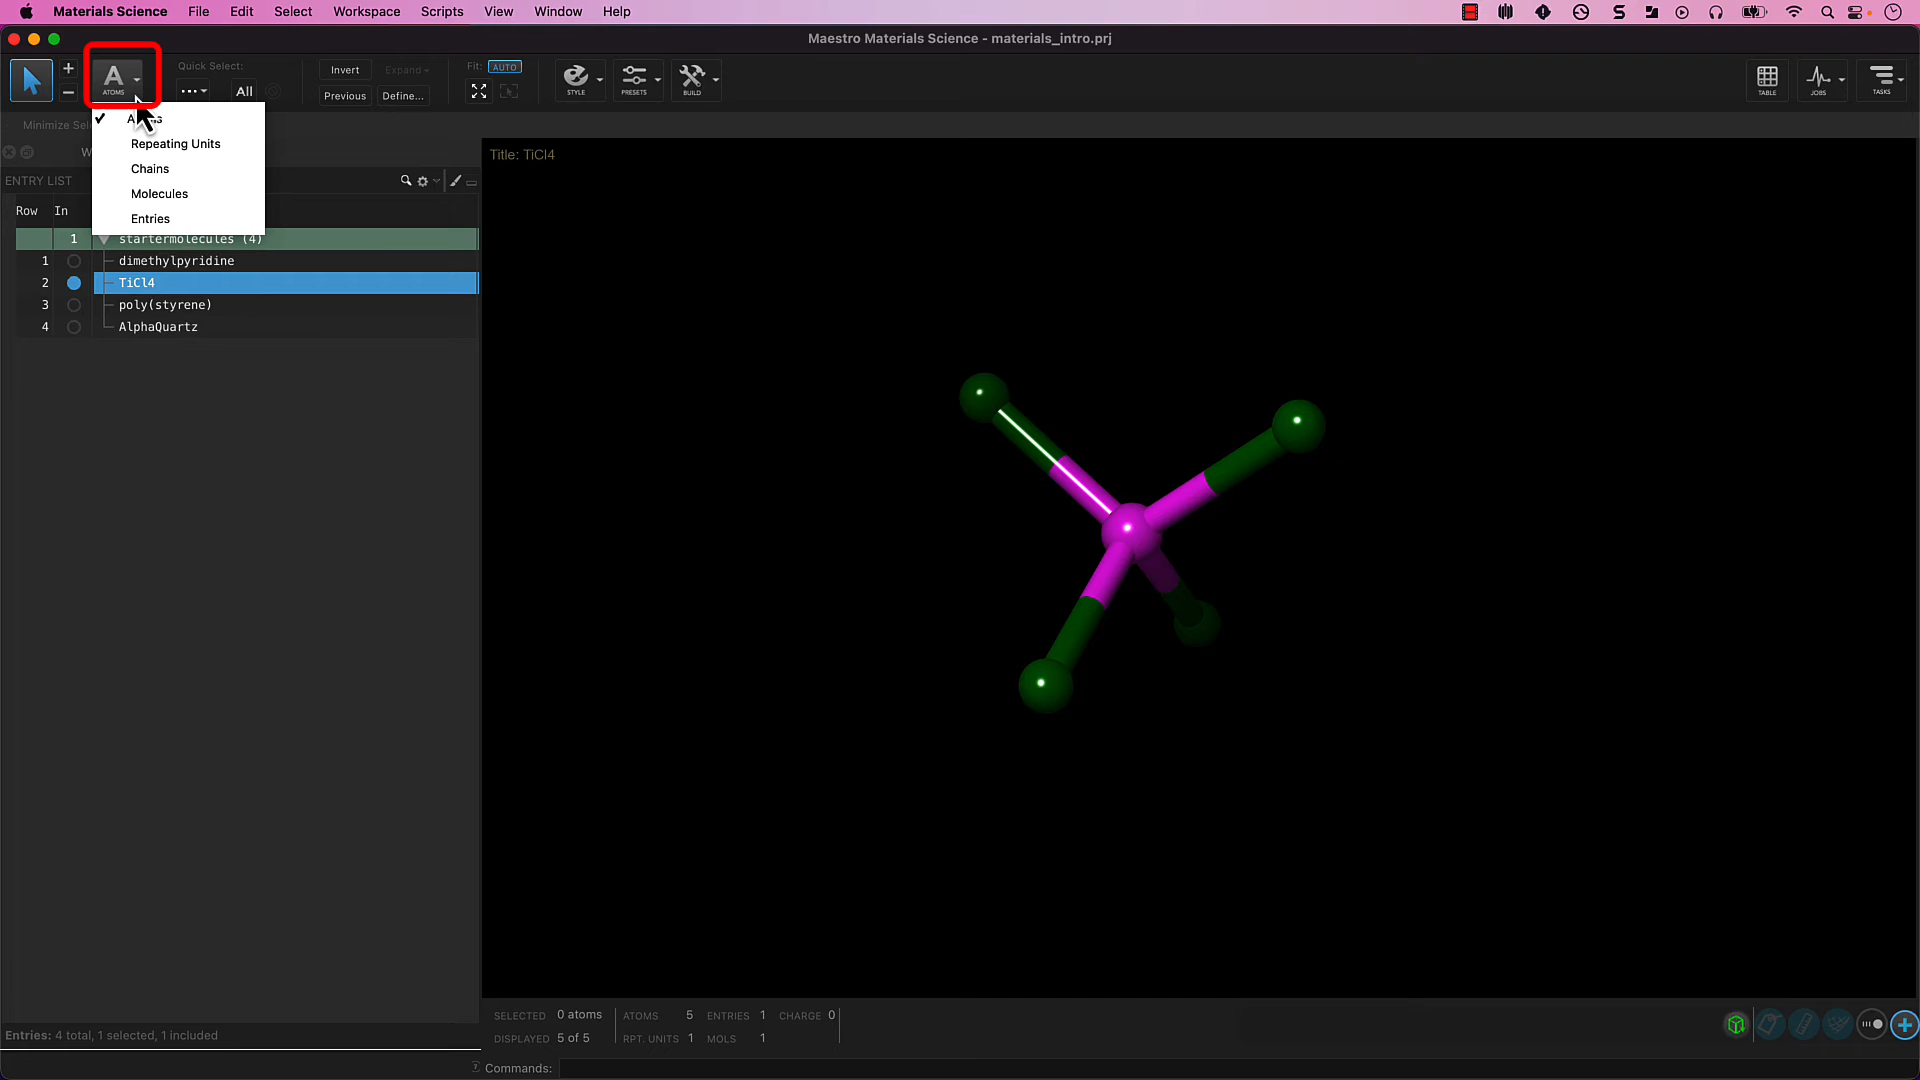 Materials Science File Edit Select Workspace Scripts View Window Help
Maestro Materials Science - materials_intro.prj
A
ATOMS
Quick Select:
All
Invert
Expand
Previous
Define...
Fit: AUTO
STYLE
PRESETS
BUILD
TABLE
JOBS
TASKS
Minimize Sel
Repeating Units
Chains
Molecules
Entries
W
ENTRY LIST
Row In
1 startermolecules (4)
1 dimethylpyridine
2 TiCl4
3 poly(styrene)
4 AlphaQuartz
Title: TiCl4
Entries: 4 total, 1 selected, 1 included
SELECTED 0 atoms ATOMS 5 ENTRIES 1 CHARGE 0
DISPLAYED 5 of 5 RPT. UNITS 1 MOLS 1
Commands: